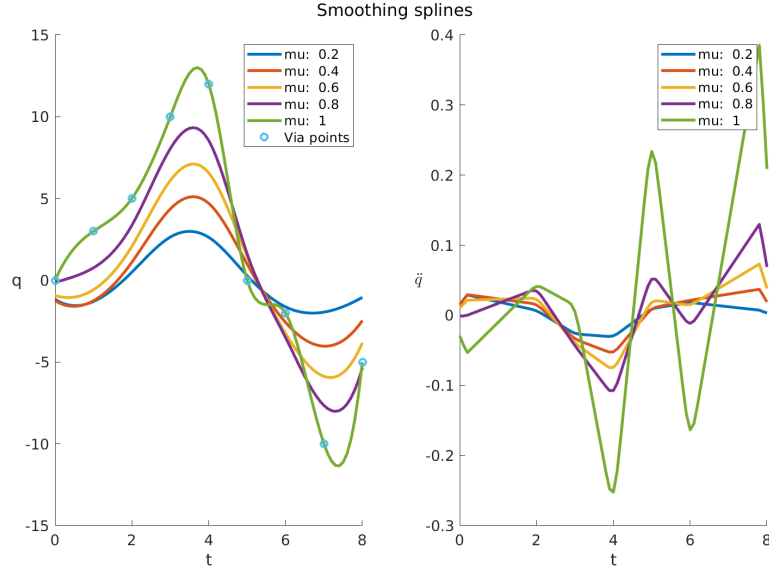 Smoothing splines
15
10
5
0
-5
-10
-15
q
0
2
4
6
8
t
mu: 0.2
mu: 0.4
mu: 0.6
mu: 0.8
mu: 1
Via points
0.4
0.3
0.2
0.1
0
-0.1
-0.2
-0.3
q̈
0
2
4
6
8
t
mu: 0.2
mu: 0.4
mu: 0.6
mu: 0.8
mu: 1